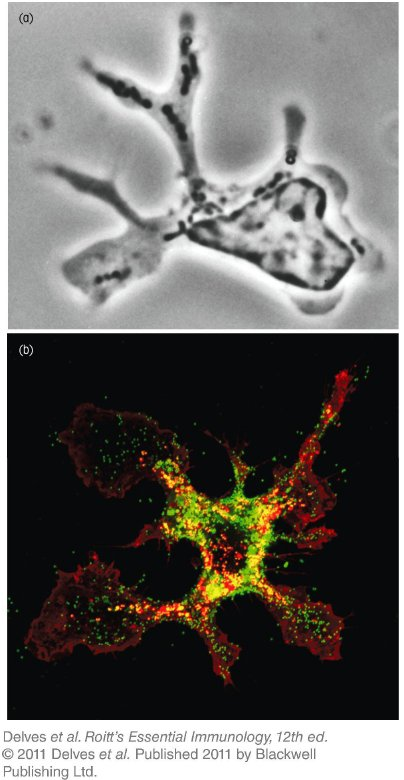 (a)
(b)
Delves et al. Roitt's Essential Immunology, 12th ed.
© 2011 Delves et al. Published 2011 by Blackwell
Publishing Ltd.